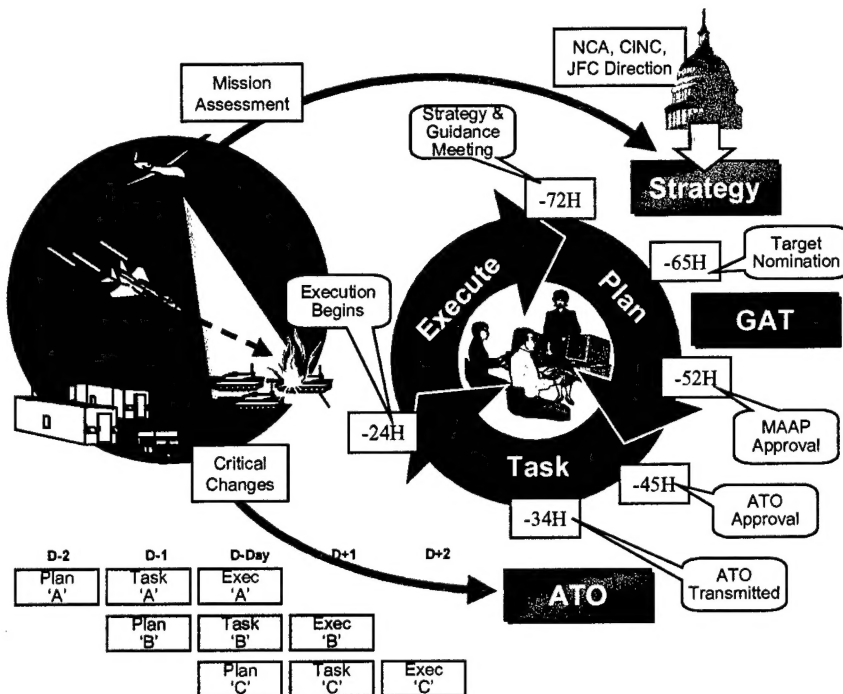 NCA, CINC,
JFC Direction
Mission
Assessment
Strategy &
Guidance
Meeting
Strategy
-72H
-65H
Target
Nomination
Execute
Plan
Execution
Begins
GAT
-52H
MAAP
Approval
-24H
Task
Critical
Changes
-45H
ATO
Approval
-34H
ATO
Transmitted
ATO
D-2 D-1 D-Day D+1 D+2
Plan Task Exec
'A' 'A' 'A'
Plan Task Exec
'B' 'B' 'B'
Plan Task Exec
'C' 'C' 'C'